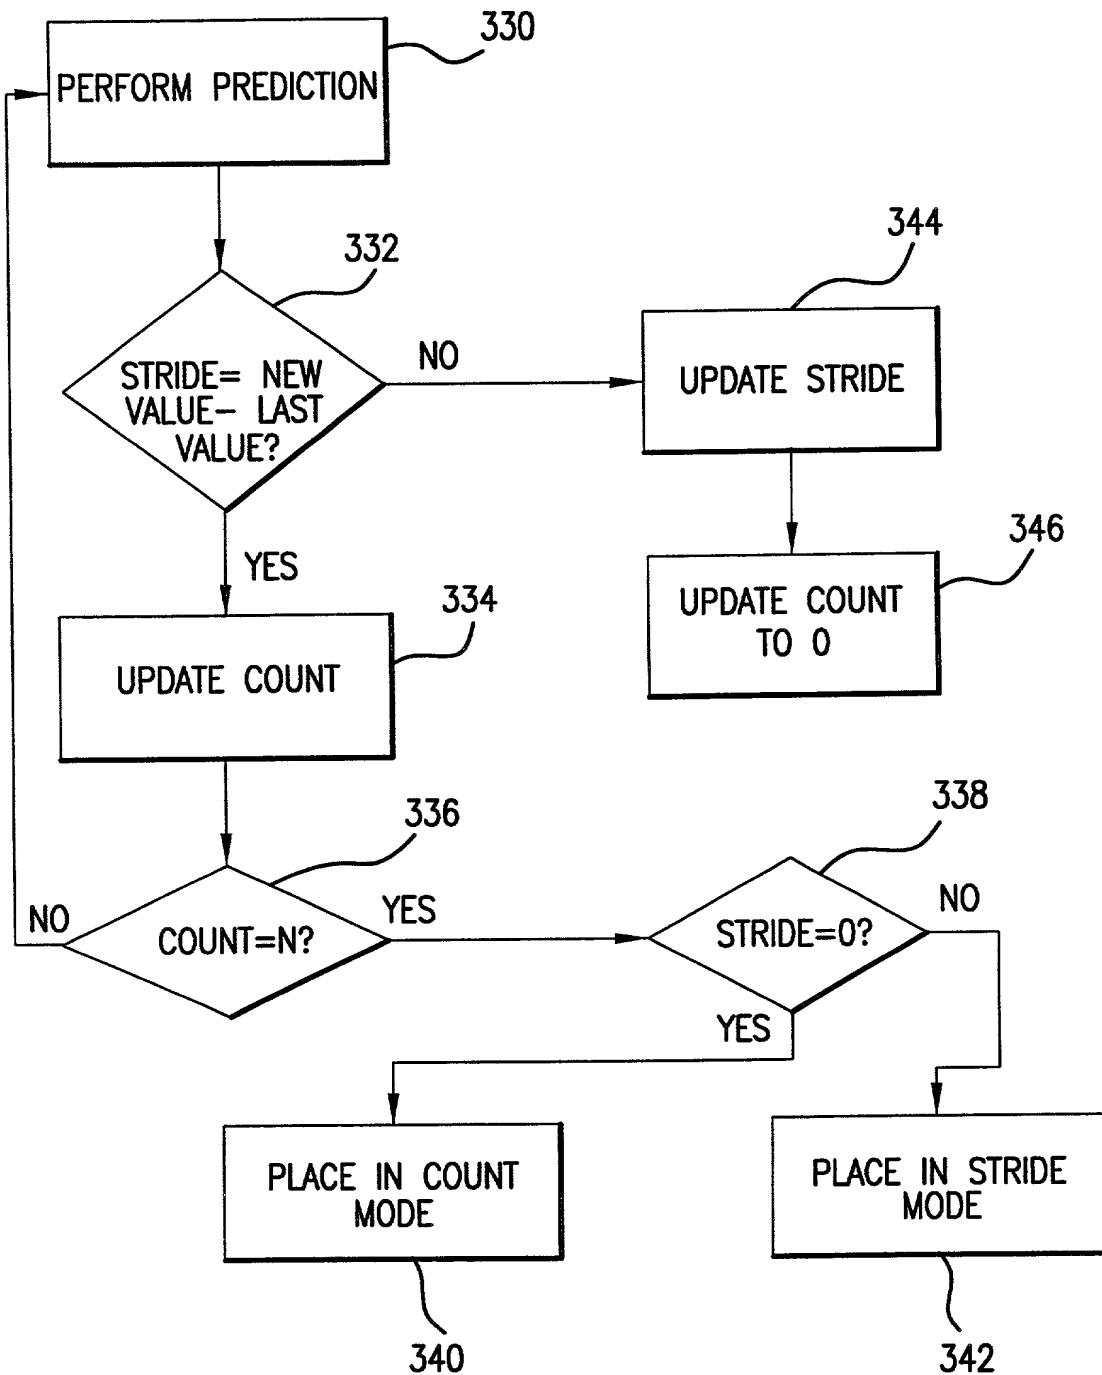 330
PERFORM PREDICTION
332
344
STRIDE= NEW
VALUE- LAST
VALUE?
NO
UPDATE STRIDE
YES
334
346
UPDATE COUNT
UPDATE COUNT
TO 0
336
338
NO
COUNT=N?
YES
STRIDE=0?
NO
YES
PLACE IN COUNT
MODE
PLACE IN STRIDE
MODE
340
342